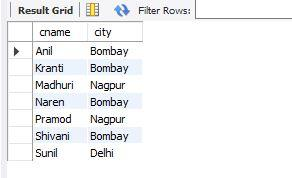 Result Grid Filter Rows:
cname city
Anil Bombay
Kranti Bombay
Madhuri Nagpur
Naren Bombay
Pramod Nagpur
Shivani Bombay
Sunil Delhi